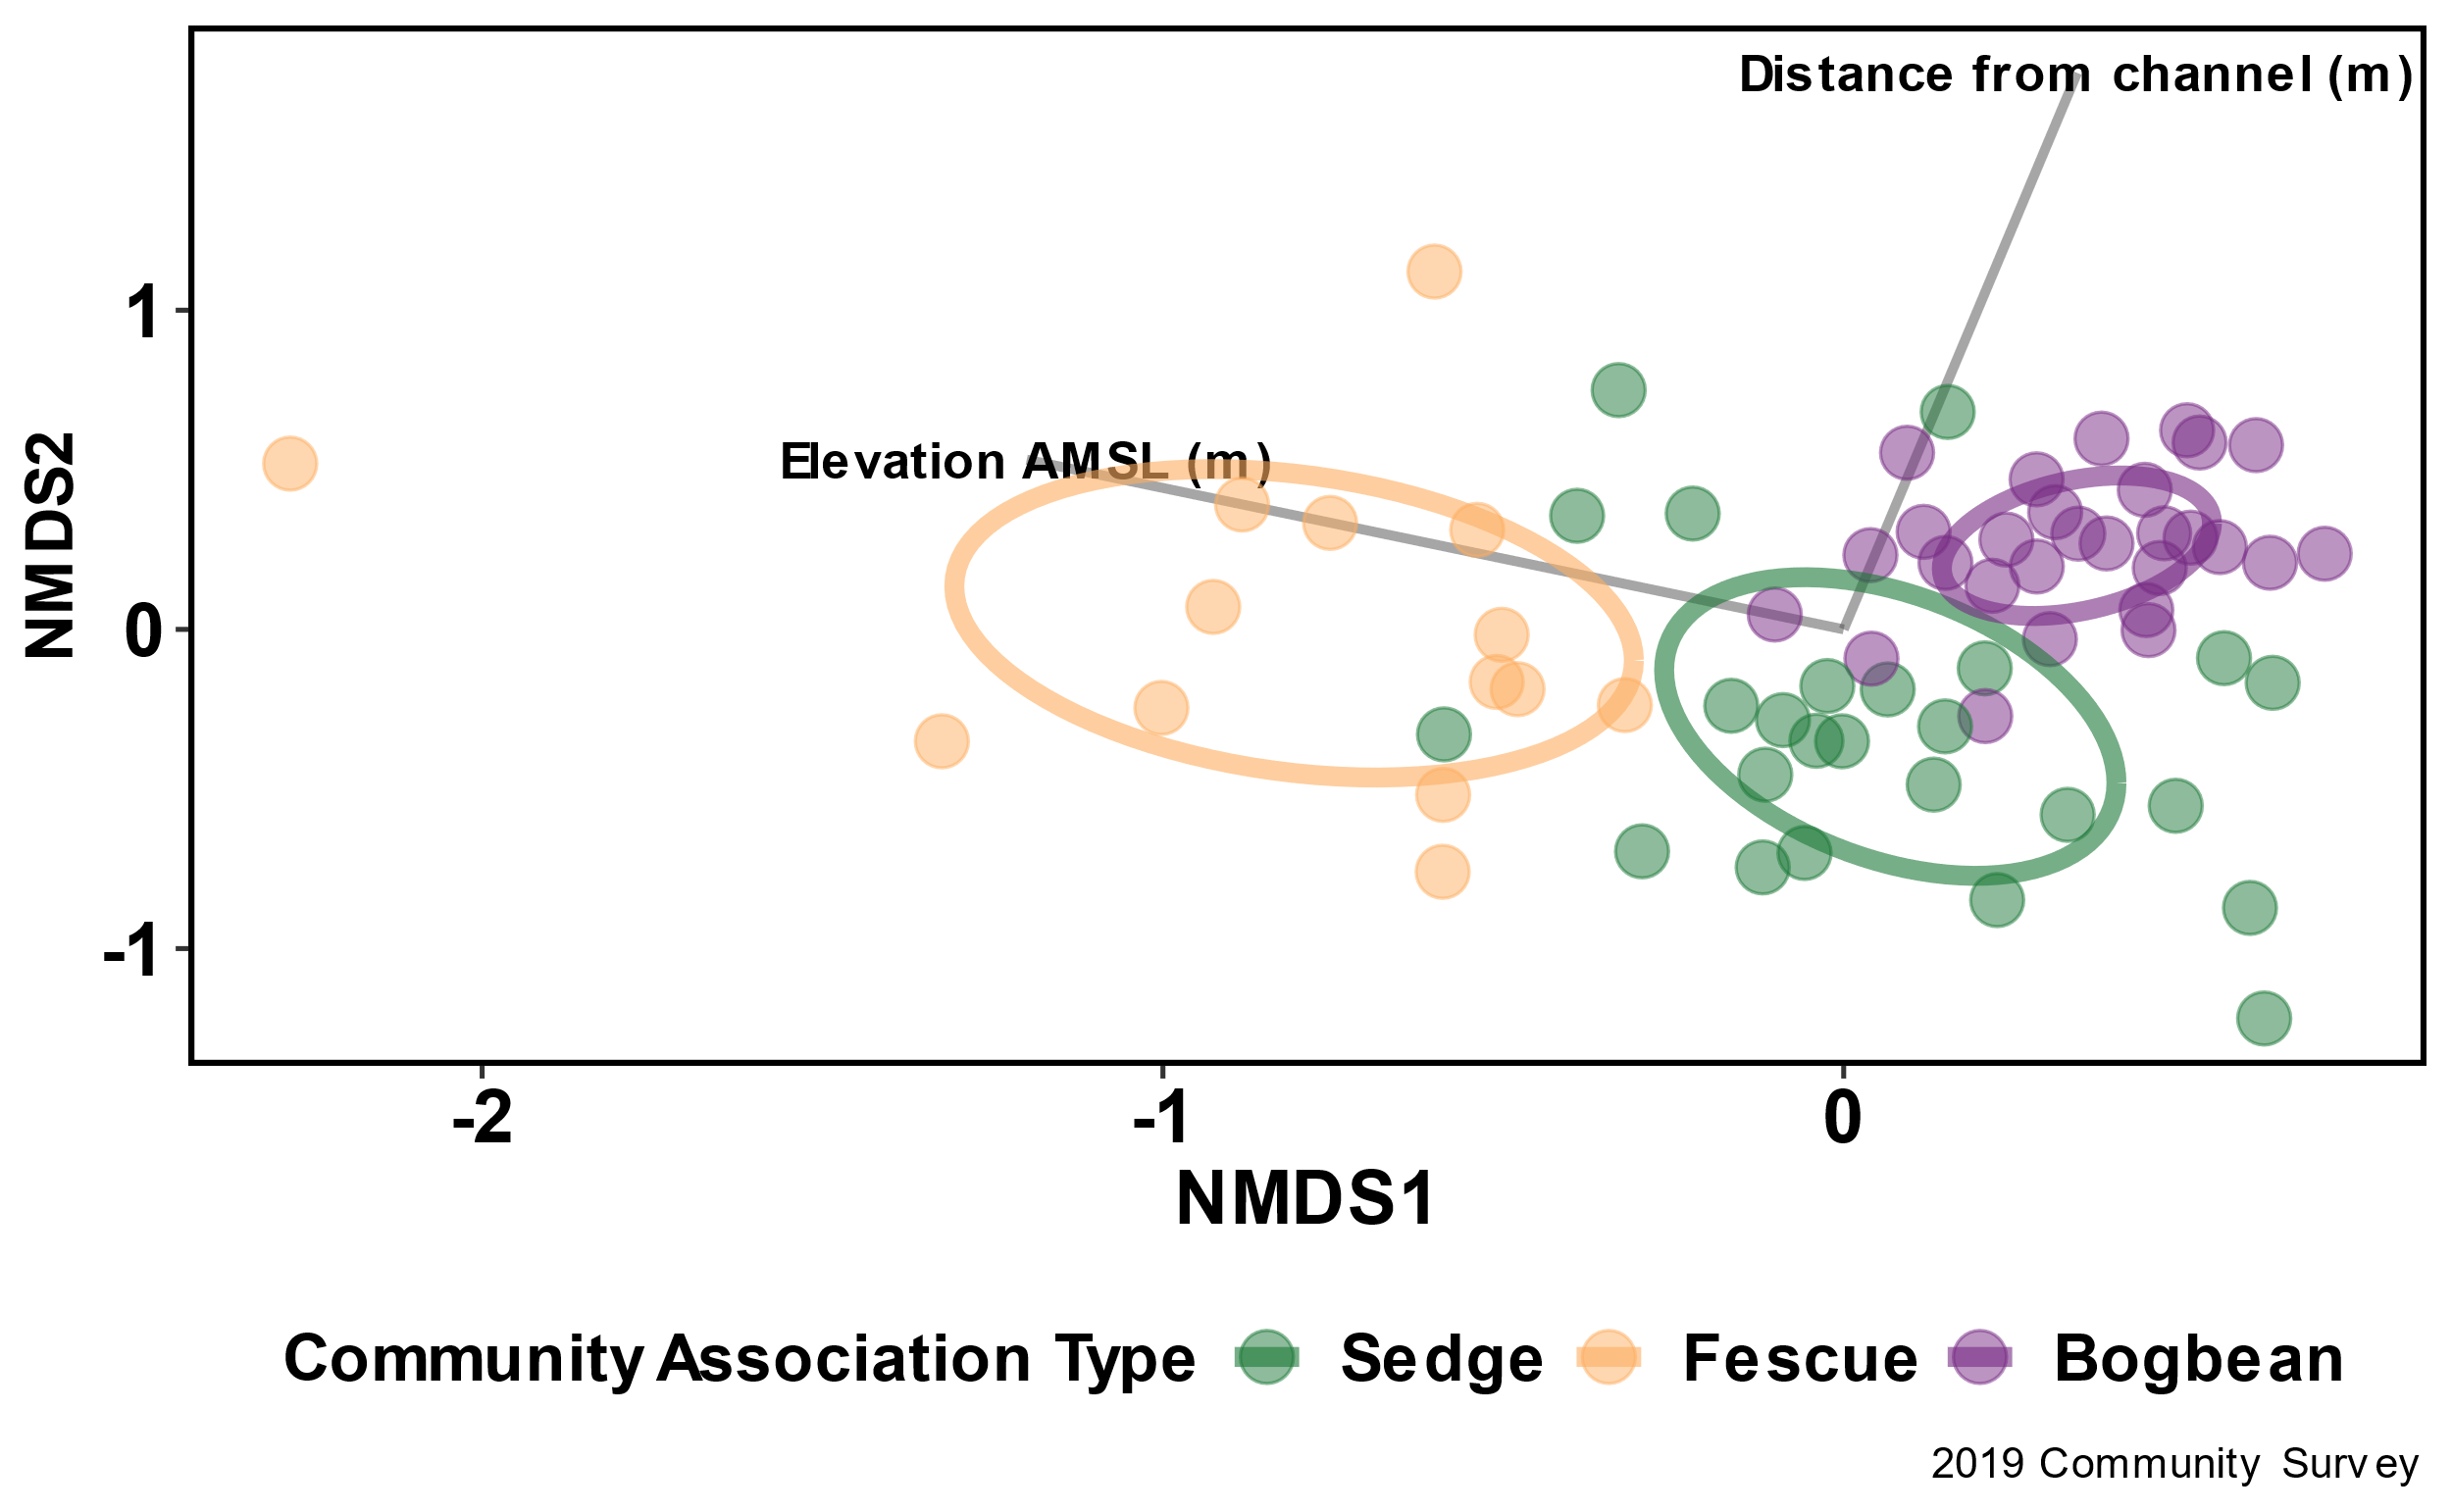 Distance from channel (m)
1
Elevation AMSL (m)
NMDS2
0
-1
-2 -1 0
NMDS1
Community Association Type Sedge Fescue Bogbean
2019 Community Survey